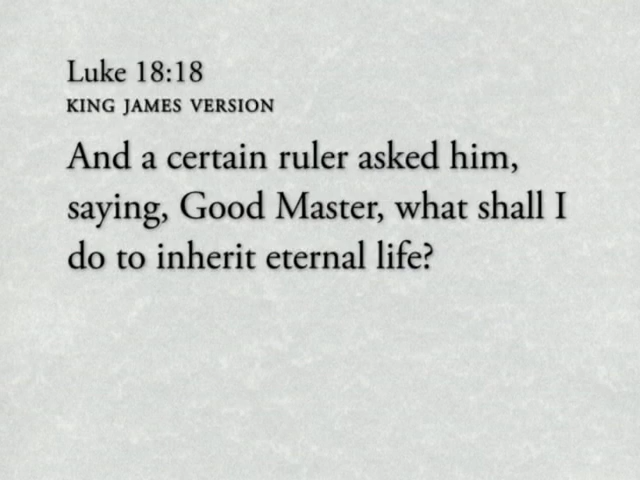 Luke 18:18
KING JAMES VERSION
And a certain ruler asked him,
saying, Good Master, what shall I
do to inherit eternal life?